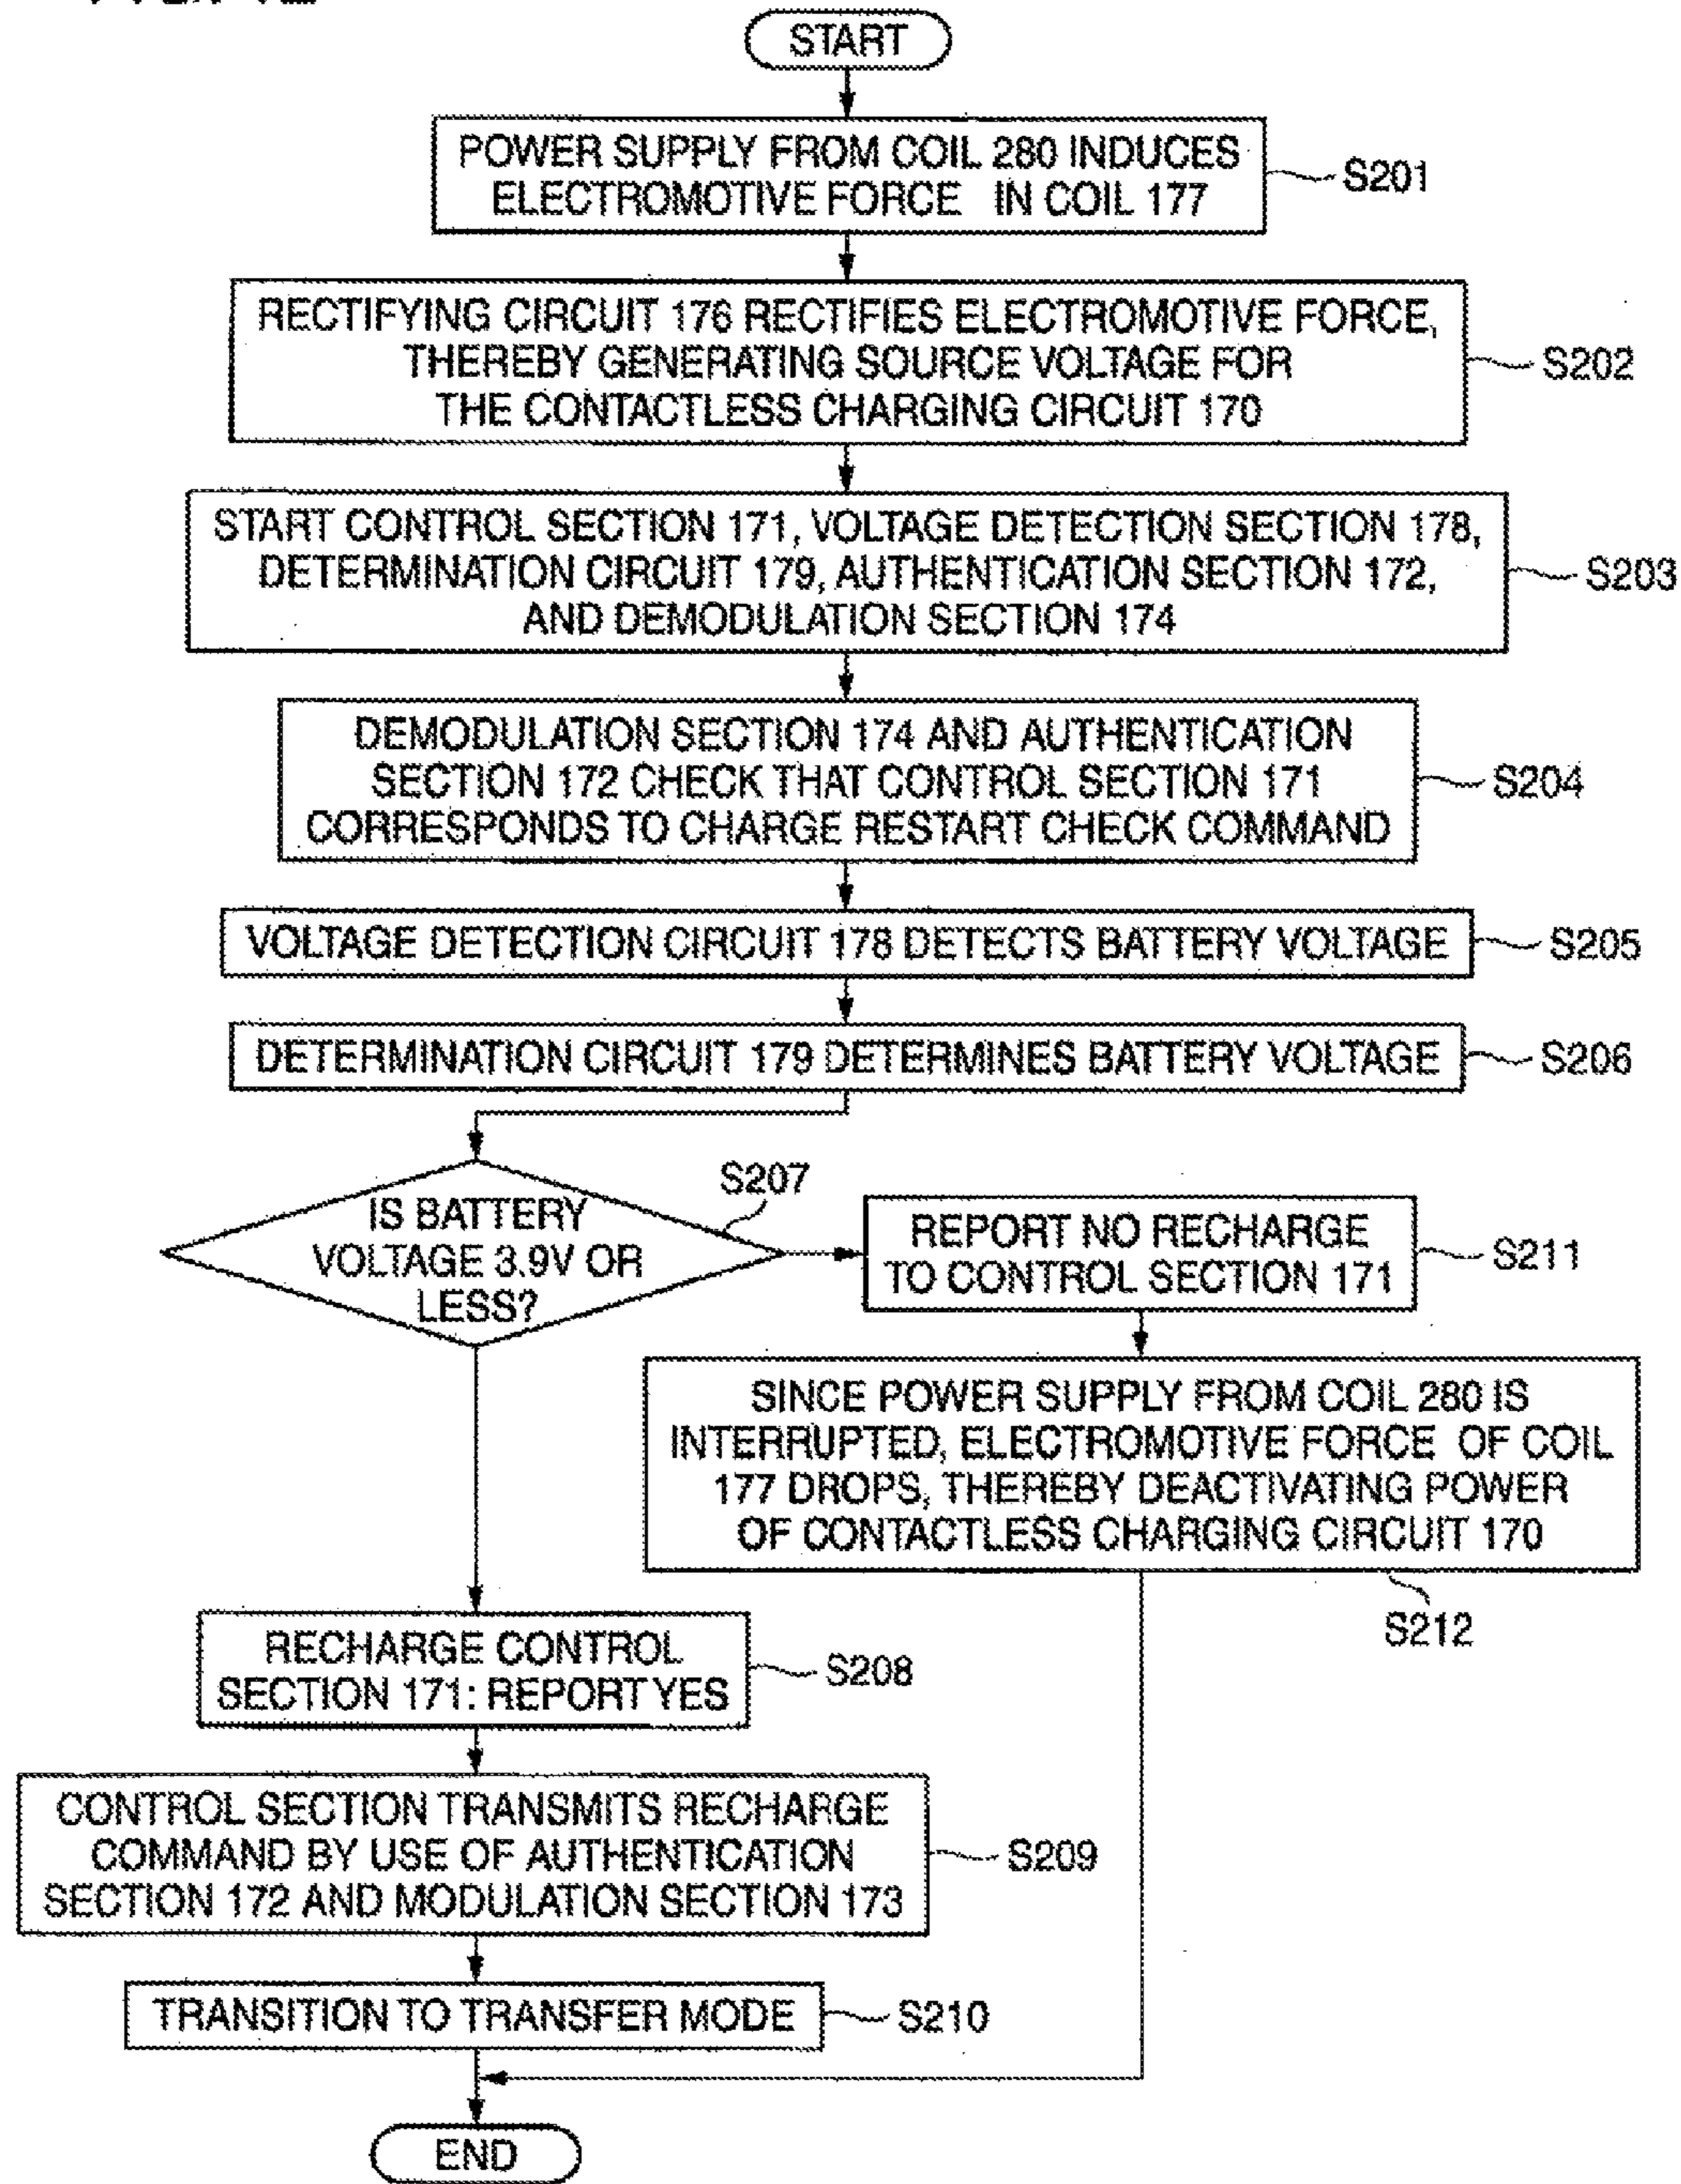 START
POWER SUPPLY FROM COIL 280 INDUCES
ELECTROMOTIVE FORCE IN COIL 177
S201
RECTIFYING CIRCUIT 176 RECTIFIES ELECTROMOTIVE FORCE,
THEREBY GENERATING SOURCE VOLTAGE FOR
THE CONTACTLESS CHARGING CIRCUIT 170
S202
START CONTROL SECTION 171, VOLTAGE DETECTION SECTION 178,
DETERMINATION CIRCUIT 179, AUTHENTICATION SECTION 172,
AND DEMODULATION SECTION 174
S203
DEMODULATION SECTION 174 AND AUTHENTICATION
SECTION 172 CHECK THAT CONTROL SECTION 171
CORRESPONDS TO CHARGE RESTART CHECK COMMAND
S204
VOLTAGE DETECTION CIRCUIT 178 DETECTS BATTERY VOLTAGE
S205
DETERMINATION CIRCUIT 179 DETERMINES BATTERY VOLTAGE
S206
IS BATTERY
VOLTAGE 3.9V OR
LESS?
S207
REPORT NO RECHARGE
TO CONTROL SECTION 171
S211
SINCE POWER SUPPLY FROM COIL 280 IS
INTERRUPTED, ELECTROMOTIVE FORCE OF COIL
177 DROPS, THEREBY DEACTIVATING POWER
OF CONTACTLESS CHARGING CIRCUIT 170
S212
RECHARGE CONTROL
SECTION 171: REPORT YES
S208
CONTROL SECTION TRANSMITS RECHARGE
COMMAND BY USE OF AUTHENTICATION
SECTION 172 AND MODULATION SECTION 173
S209
TRANSITION TO TRANSFER MODE
S210
END